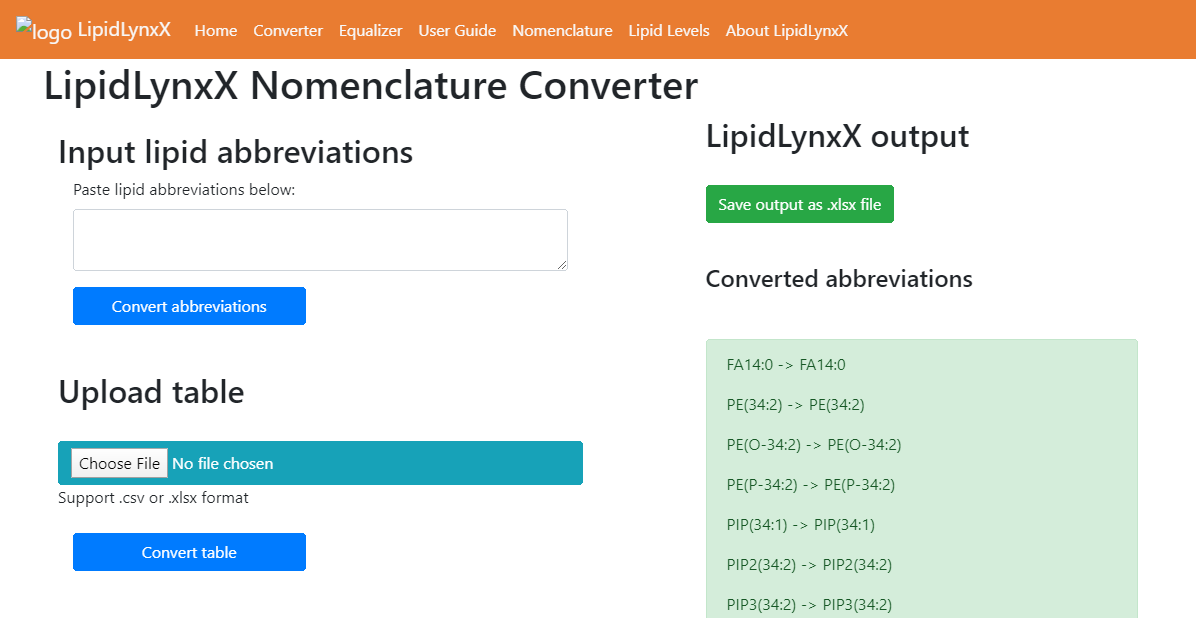 logo LipidLynxX Home Converter Equalizer User Guide Nomenclature Lipid Levels About LipidLynxX
LipidLynxX Nomenclature Converter
Input lipid abbreviations
Paste lipid abbreviations below:
Convert abbreviations
Upload table
Choose File No file chosen
Support .csv or .xlsx format
Convert table
LipidLynxX output
Save output as .xlsx file
Converted abbreviations
FA14:0 -> FA14:0
PE(34:2) -> PE(34:2)
PE(O-34:2) -> PE(O-34:2)
PE(P-34:2) -> PE(P-34:2)
PIP(34:1) -> PIP(34:1)
PIP2(34:2) -> PIP2(34:2)
PIP3(34:2) -> PIP3(34:2)